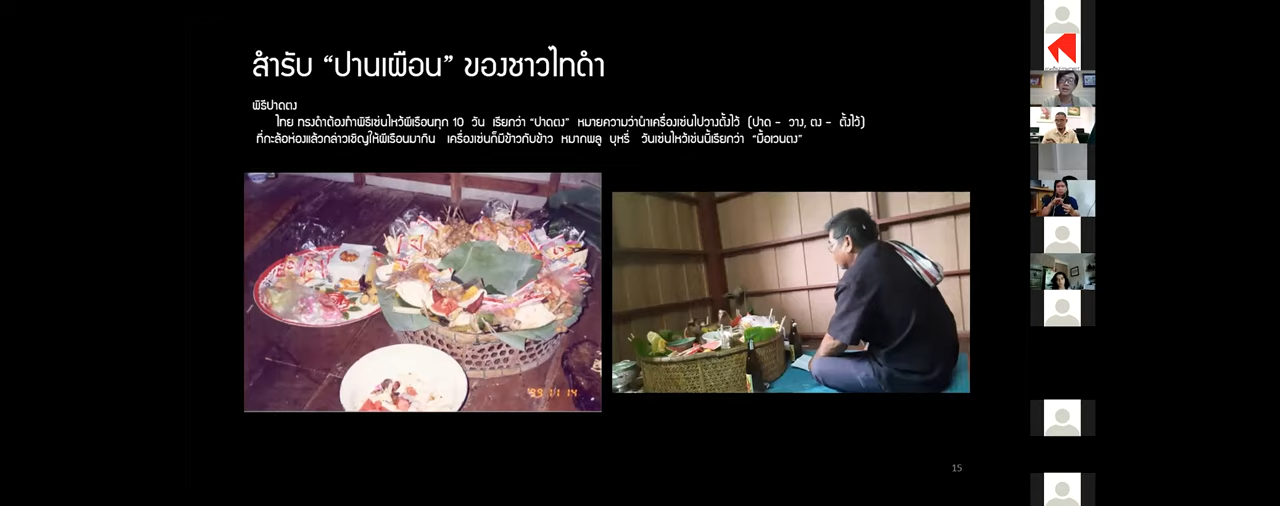 สำรับ “ปานเผือน” ของชาวไทดำ
พิธีปาดตง
ไทย ทรงดำต้องทำพิธีเซ่นไหว้ผีเรือนทุก 10 วัน เรียกว่า “ปาดตง” หมายความว่านำเครื่องเซ่นไปวางตั้งไว้ (ปาด - วาง, ตง - ตั้งไว้)
ที่กะล้อห่องแล้วกล่าวเชิญให้ผีเรือนมากิน เครื่องเซ่นก็มีข้าวกับข้าว หมากพลู บุหรี่ วันเซ่นไหว้เช่นนี้เรียกว่า “มื้อเวนตง”
'99 11 14
15